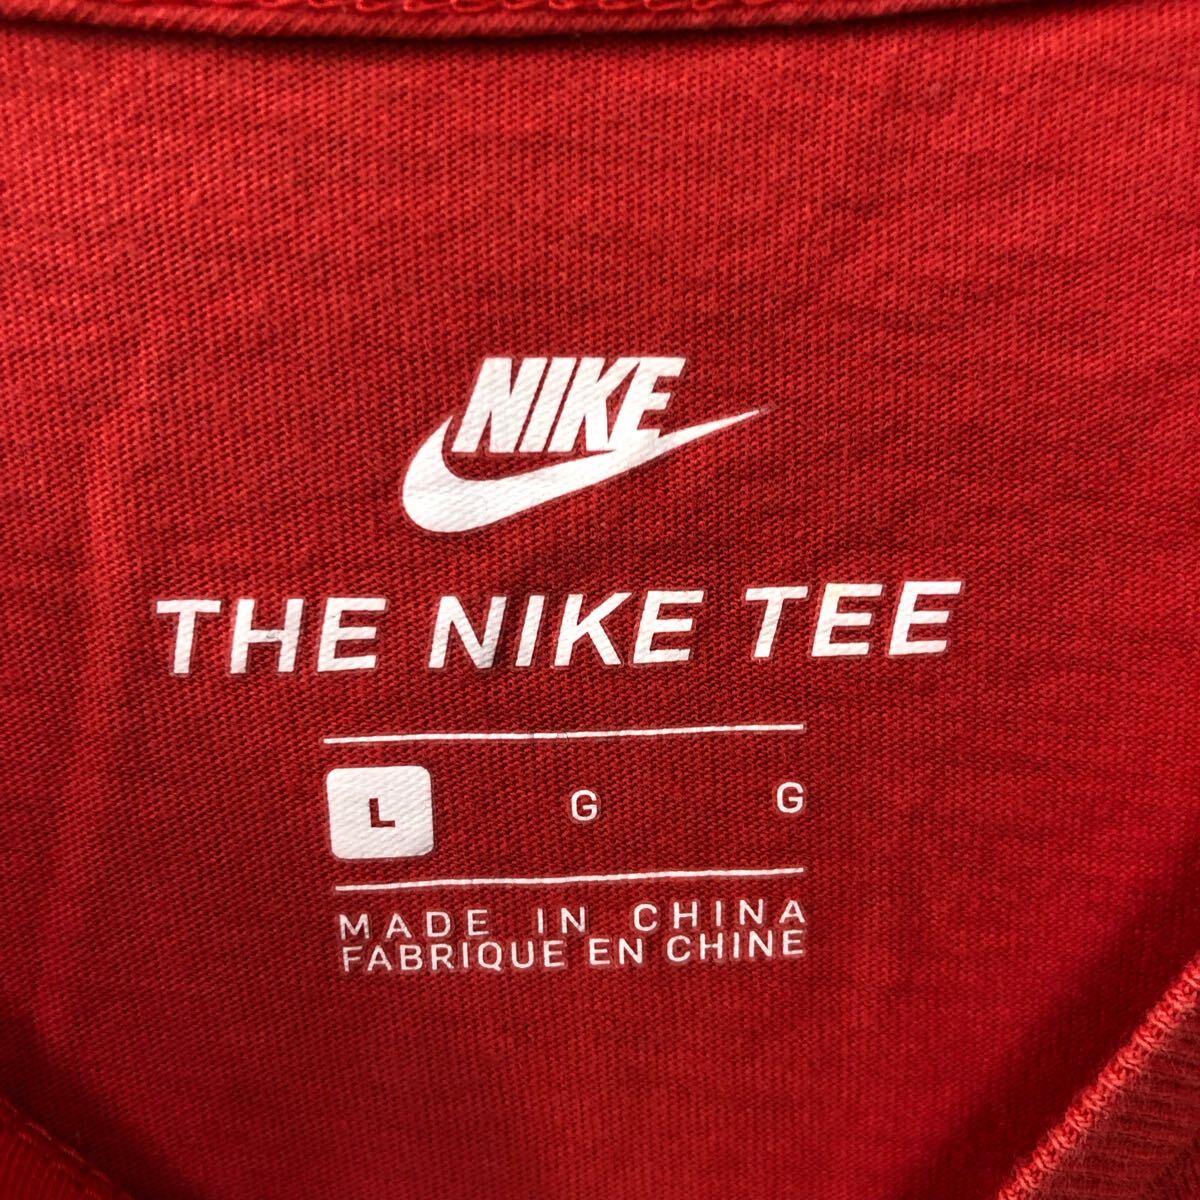 NIKE
THE NIKE TEE
L G G
MADE IN CHINA
FABRIQUE EN CHINE